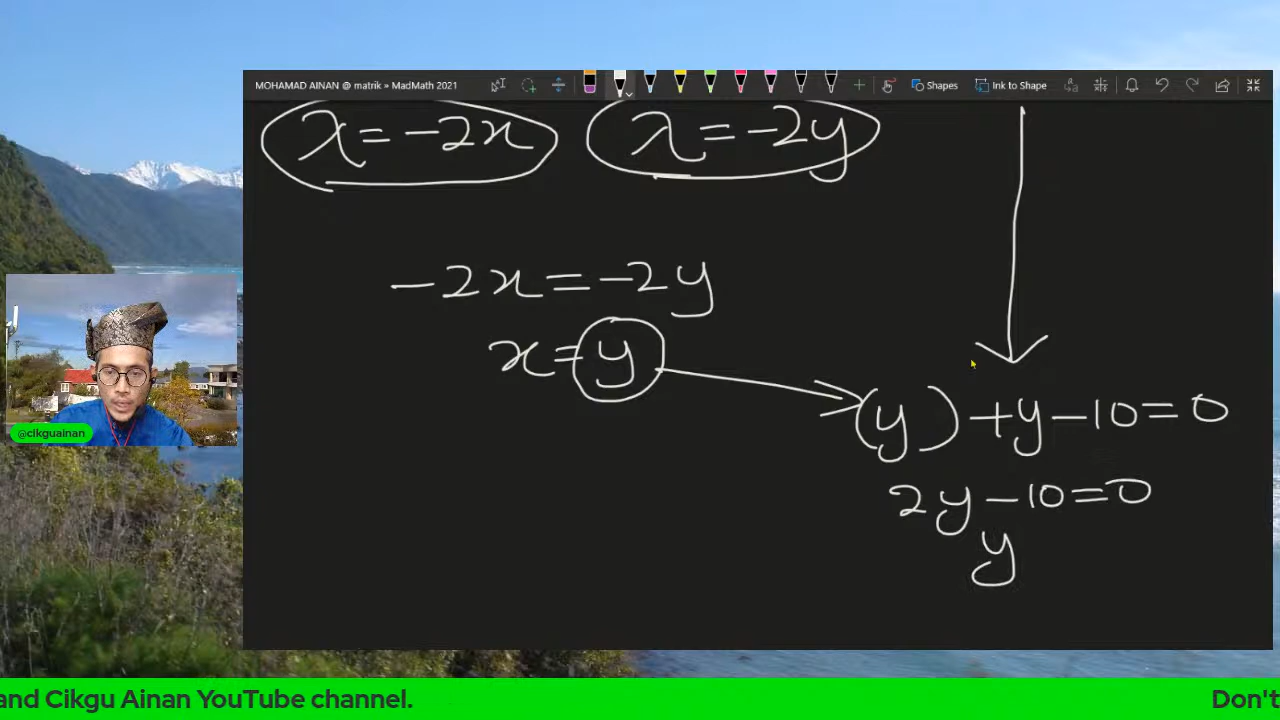 MOHAMAD AINAN @ matrik » MadMath 2021
Shapes
Ink to Shape
λ = -2x
λ = -2y
-2x = -2y
x = y
(y) + y - 10 = 0
2y - 10 = 0
y
@cikguainan
and Cikgu Ainan YouTube channel.
Don't